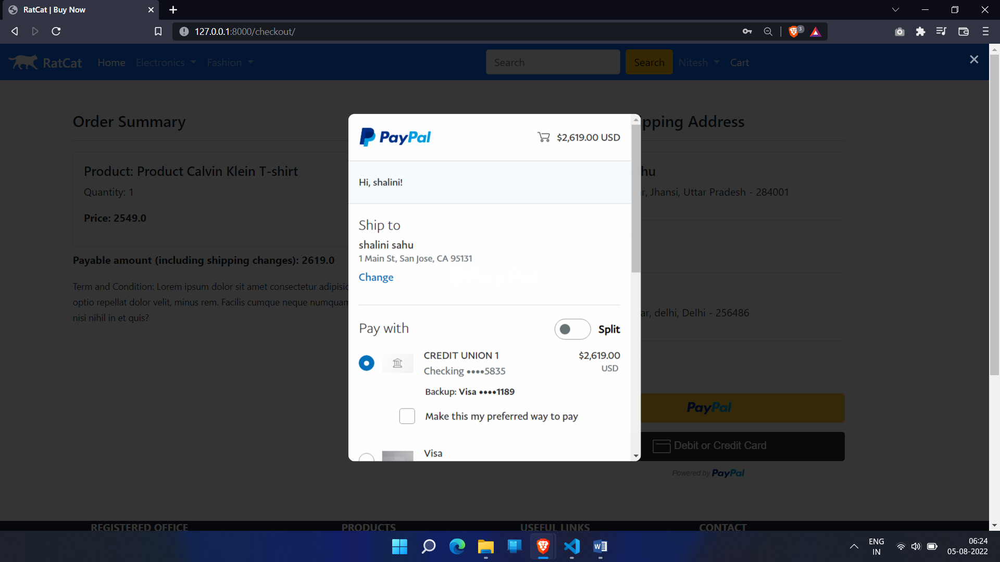 RatCat | Buy Now
127.0.0.1:8000/checkout/
3
RatCat
Home
Electronics
Fashion
Search
Search
Nitesh
Cart
Order Summary
Product: Product Calvin Klein T-shirt
Quantity: 1
Price: 2549.0
Payable amount (including shipping changes): 2619.0
Term and Condition: Lorem ipsum dolor sit amet consectetur
optio repellat dolor velit, minus rem. Facilis cumque neque
nisi nihil in et quis?
PayPal
$2,619.00 USD
Hi, shalini!
Ship to
shalini sahu
1 Main St, San Jose, CA 95131
Change
Pay with
Split
CREDIT UNION 1
$2,619.00
USD
Checking ••••5835
Backup: Visa ••••1189
Make this my preferred way to pay
Visa
Address
Jhansi, Uttar Pradesh - 284001
delhi, Delhi - 256486
PayPal
Debit or Credit Card
Powered by PayPal
REGISTERED OFFICE
PRODUCTS
USEFUL LINKS
CONTACT
ENG
IN
06:24
05-08-2022